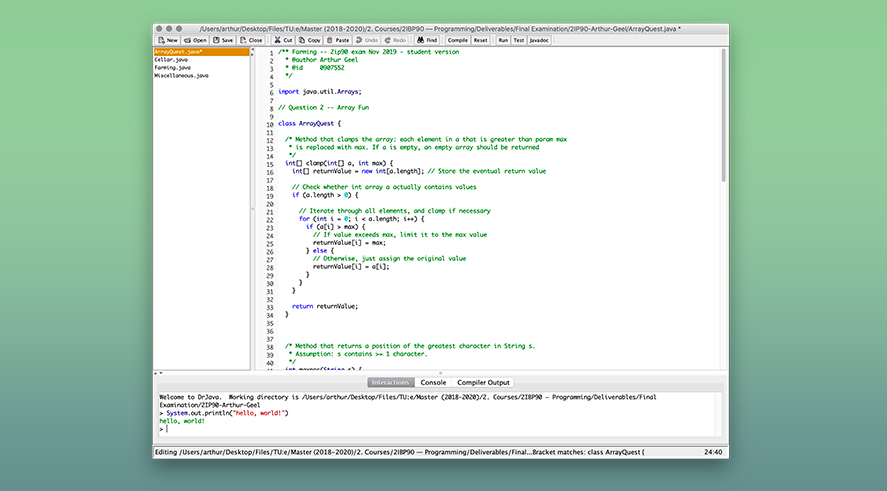 /Users/arthur/Desktop/Files/TU:e/Master (2018-2020)/2. Courses/2IBP90 — Programming/Deliverables/Final Examination/2IP90-Arthur-Geel/ArrayQuest.java *
New Open Save Close Cut Copy Paste Undo Redo Find Compile Reset Run Test Javadoc
ArrayQuest.java*
Cellar.java
Farming.java
Miscellaneous.java
1 /** Farming -- 2ip90 exam Nov 2019 - student version
2 * @author Arthur Geel
3 * @id 0907552
4 */
5
6 import java.util.Arrays;
7
8 // Question 2 -- Array Fun
9
10 class ArrayQuest {
11
12 /* Method that clamps the array: each element in a that is greater than param max
13 * is replaced with max. If a is empty, an empty array should be returned
14 */
15 int[] clamp(int[] a, int max) {
16 int[] returnValue = new int[a.length]; // Store the eventual return value
17
18 // Check whether int array a actually contains values
19 if (a.length > 0) {
20
21 // Iterate through all elements, and clamp if necessary
22 for (int i = 0; i < a.length; i++) {
23 if (a[i] > max) {
24 // If value exceeds max, limit it to the max value
25 returnValue[i] = max;
26 } else {
27 // Otherwise, just assign the original value
28 returnValue[i] = a[i];
29 }
30 }
31 }
32
33 return returnValue;
34 }
35
36
37
38 /* Method that returns a position of the greatest character in String s.
39 * Assumption: s contains >= 1 character.
40 */
int maxpos(String s) {
Interactions Console Compiler Output
Welcome to DrJava. Working directory is /Users/arthur/Desktop/Files/TU:e/Master (2018-2020)/2. Courses/2IBP90 — Programming/Deliverables/Final
Examination/2IP90-Arthur-Geel
> System.out.println("hello, world!")
hello, world!
>
Editing /Users/arthur/Desktop/Files/TU:e/Master (2018-2020)/2. Courses/2IBP90 — Programming/Deliverables/Final...Bracket matches: class ArrayQuest { 24:40